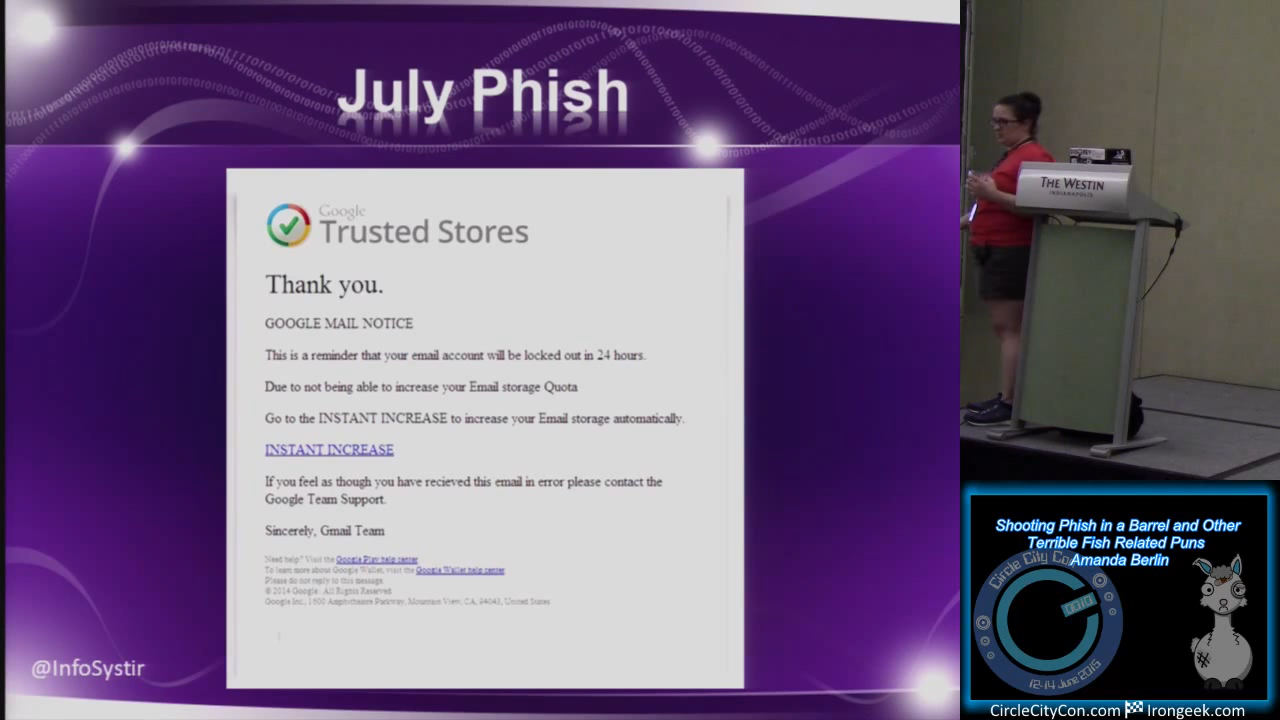 July Phish
Google
Trusted Stores
Thank you.
GOOGLE MAIL NOTICE
This is a reminder that your email account will be locked out in 24 hours.
Due to not being able to increase your Email storage Quota
Go to the INSTANT INCREASE to increase your Email storage automatically.
INSTANT INCREASE
If you feel as though you have recieved this email in error please contact the
Google Team Support.
Sincerely, Gmail Team
Need help? Visit the Google Play help center
To learn more about Google Wallet, visit the Google Wallet help center
Please do not reply to this message.
© 2014 Google . All Rights Reserved.
Google Inc., 1600 Amphitheatre Parkway, Mountain View, CA, 94043, United States
@InfoSystir
THE WESTIN
INDIANAPOLIS
Shooting Phish in a Barrel and Other
Terrible Fish Related Puns
Amanda Berlin
Circle City Con
12-14 June 2015
CircleCityCon.com Irongeek.com